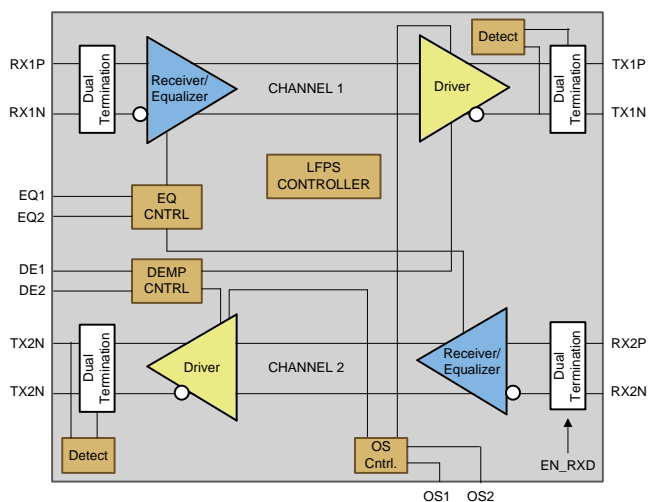 Detect
RX1P
Dual
Termination
Receiver/
Equalizer
CHANNEL 1
Driver
Dual
Termination
TX1P
RX1N
TX1N
LFPS
CONTROLLER
EQ1
EQ2
EQ
CNTRL
DE1
DE2
DEMP
CNTRL
TX2N
Dual
Termination
Driver
CHANNEL 2
Receiver/
Equalizer
Dual
Termination
RX2P
TX2N
RX2N
Detect
OS
Cntrl.
EN_RXD
OS1
OS2